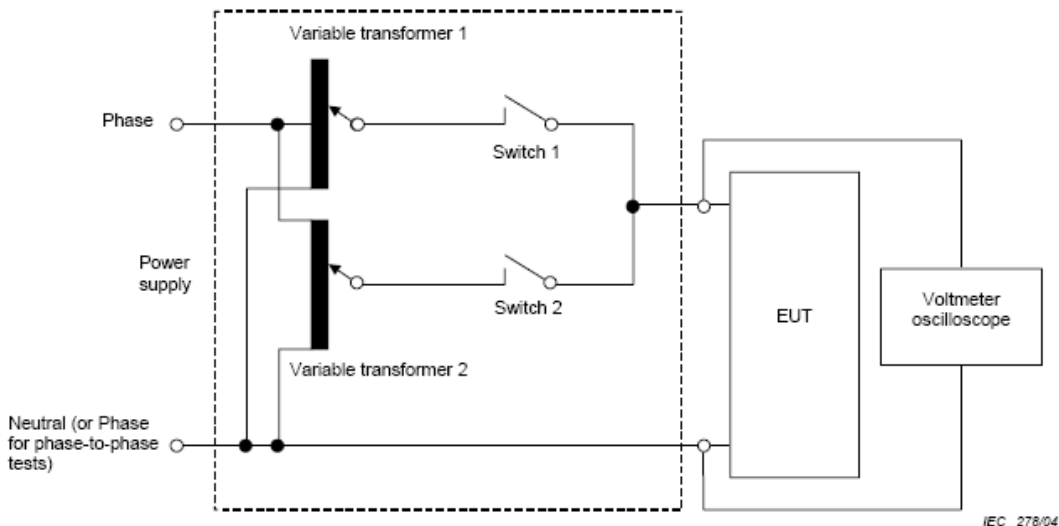 Variable transformer 1
Phase
Switch 1
Power
supply
Switch 2
EUT
Voltmeter
oscilloscope
Variable transformer 2
Neutral (or Phase
for phase-to-phase
tests)
IEC 278/04